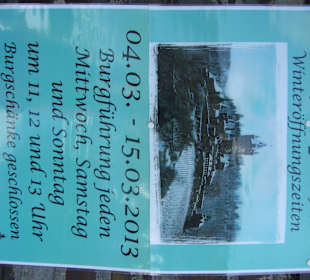 Winteröffnungszeiten
04.03. - 15.03.2013
Burgführung jeden
Mittwoch, Samstag
und Sonntag
um 11, 12 und 13 Uhr
Burgschänke geschlossen